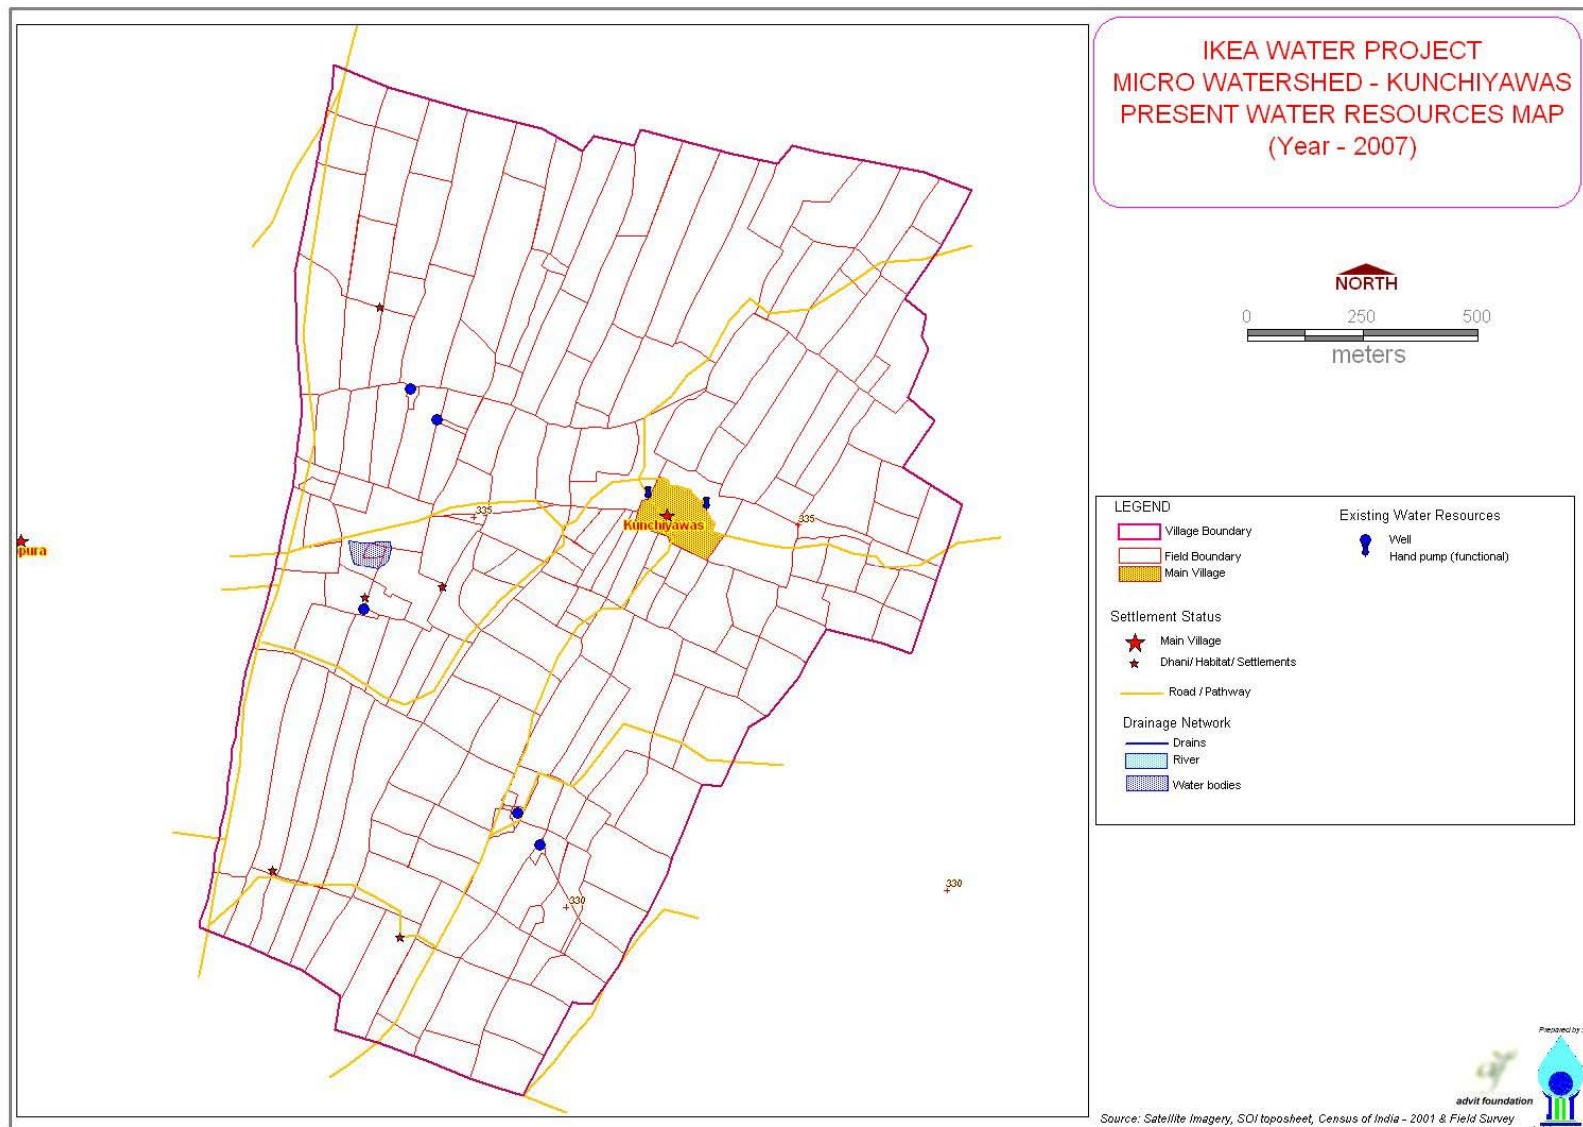 IKEA WATER PROJECT
MICRO WATERSHED - KUNCHIYAWAS
PRESENT WATER RESOURCES MAP
(Year - 2007)
NORTH
0 250 500
meters
335
335
Kunchiyawas
pura
330
330
LEGEND
Village Boundary
Field Boundary
Main Village
Existing Water Resources
Well
Hand pump (functional)
Settlement Status
Main Village
Dhani/ Habitat/ Settlements
Road / Pathway
Drainage Network
Drains
River
Water bodies
Prepared by:
advit foundation
Source: Satellite Imagery, SOI toposheet, Census of India - 2001 & Field Survey